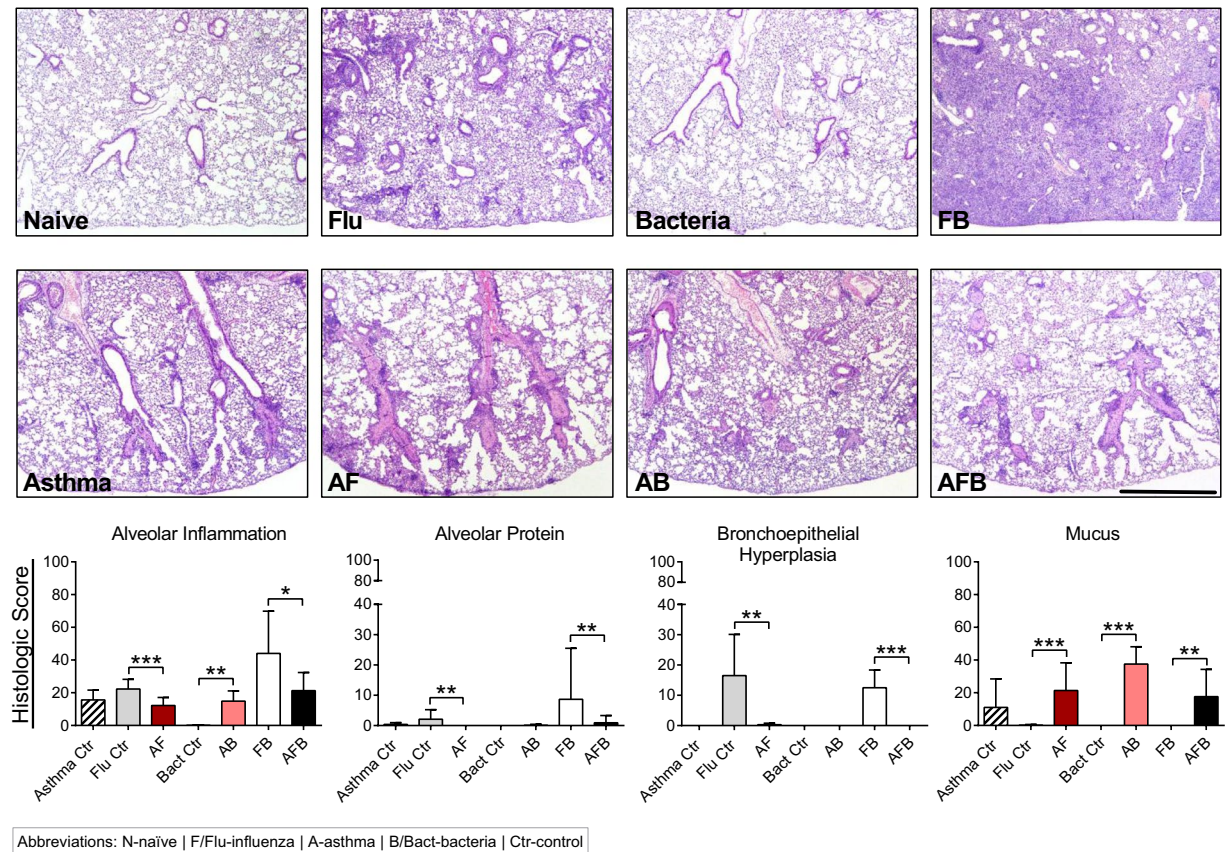 Naive
Flu
Bacteria
FB
Asthma
AF
AB
AFB
Histologic Score
Alveolar Inflammation
100
80
60
40
20
0
***
**
*
Asthma Ctr
Flu Ctr
AF
Bact Ctr
AB
FB
AFB
Alveolar Protein
100
80
40
30
20
10
0
**
**
Asthma Ctr
Flu Ctr
AF
Bact Ctr
AB
FB
AFB
Bronchoepithelial
Hyperplasia
100
80
40
30
20
10
0
**
***
Asthma Ctr
Flu Ctr
AF
Bact Ctr
AB
FB
AFB
Mucus
100
80
60
40
20
0
***
***
**
Asthma Ctr
Flu Ctr
AF
Bact Ctr
AB
FB
AFB
Abbreviations: N-naïve | F/Flu-influenza | A-asthma | B/Bact-bacteria | Ctr-control